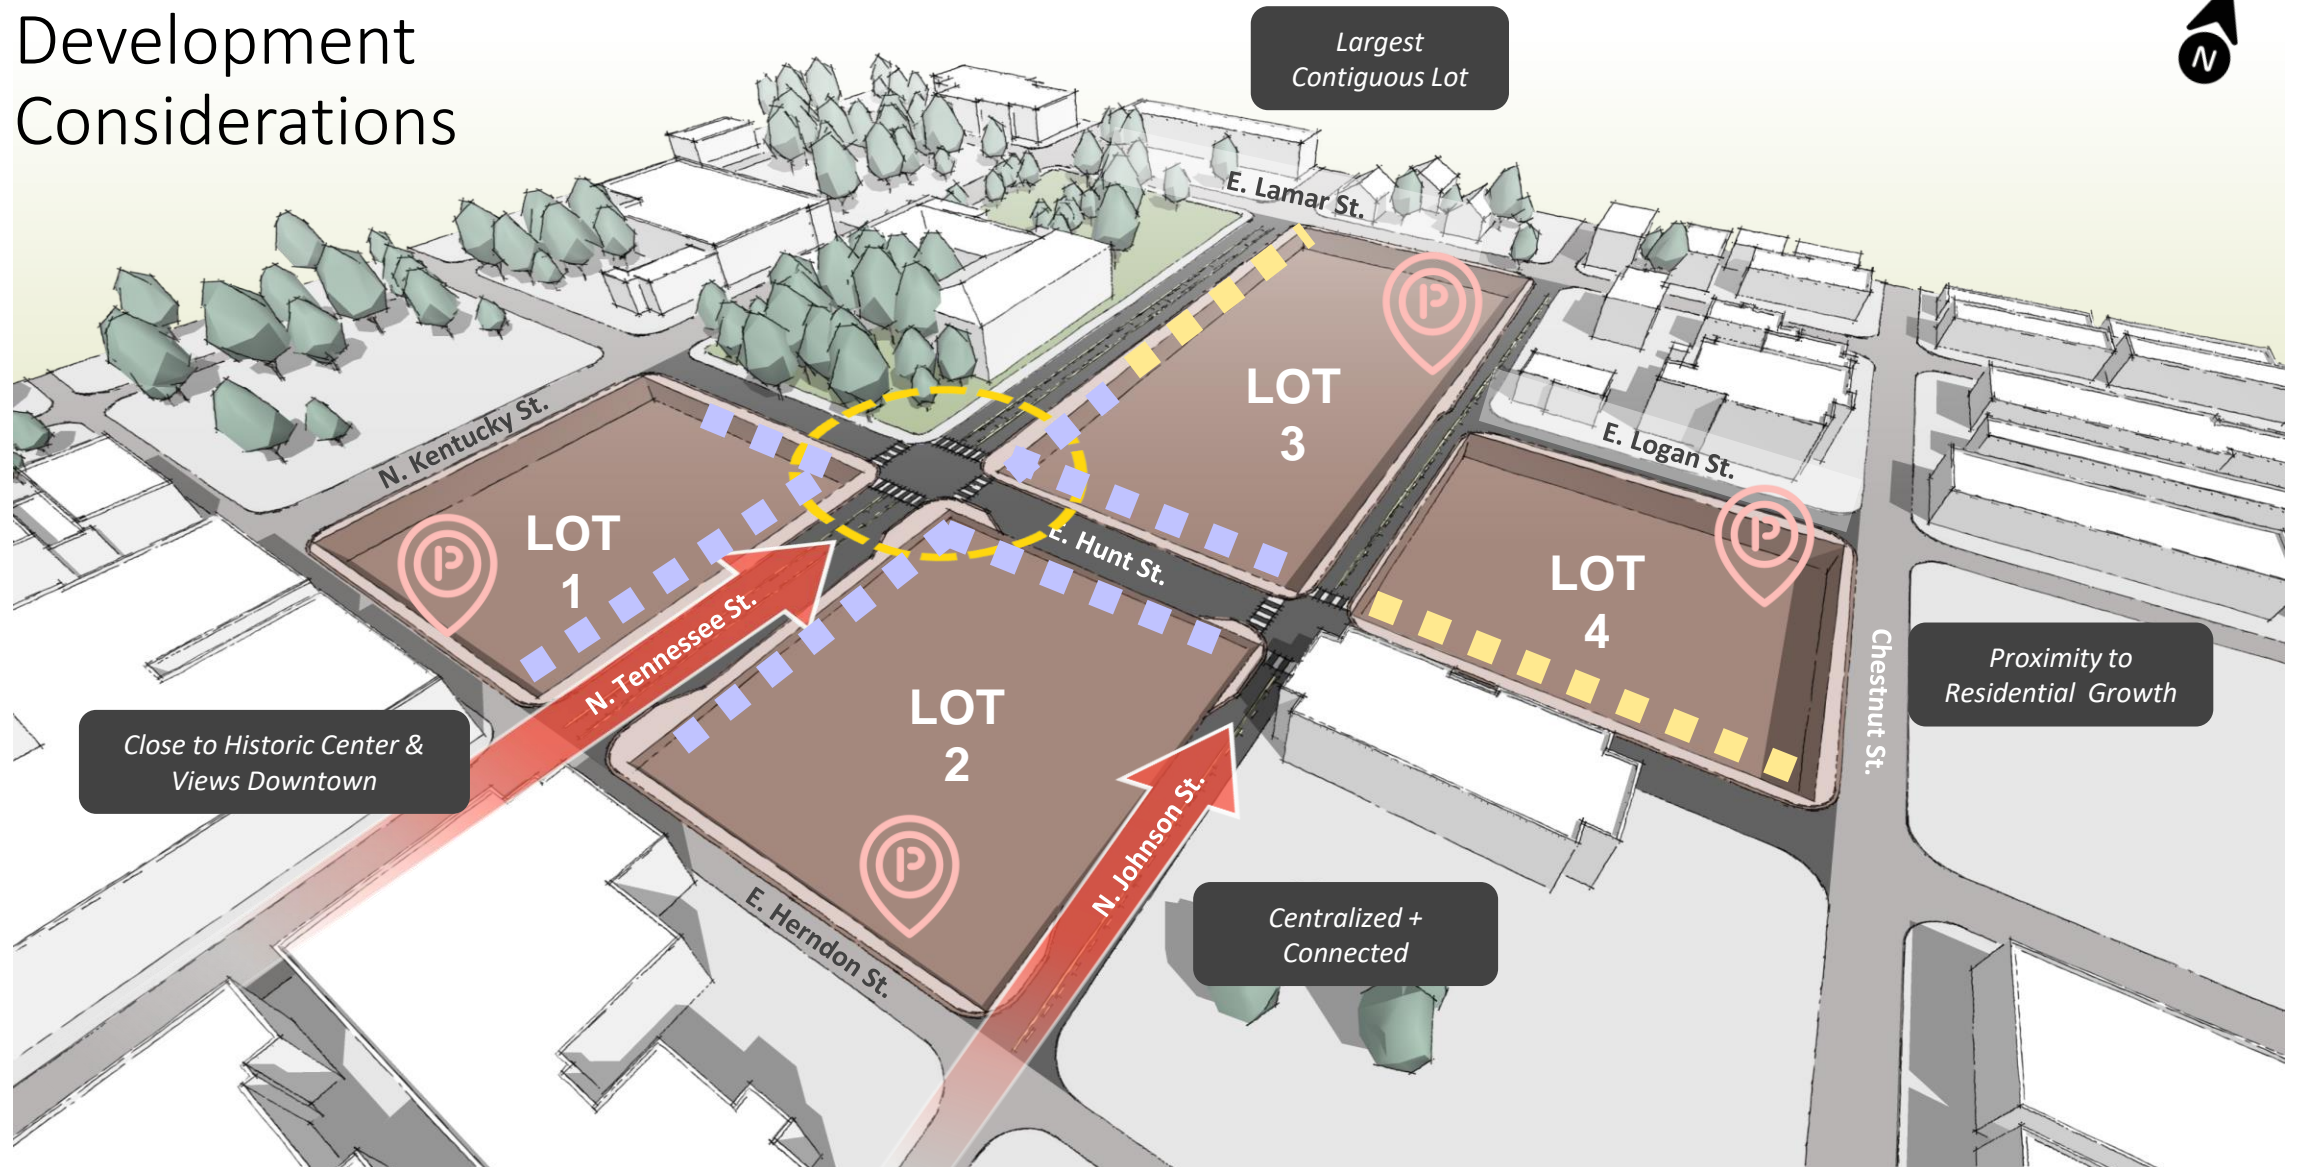 Development
Considerations
Largest
Contiguous Lot
N
E. Lamar St.
P
LOT
3
N. Kentucky St.
E. Logan St.
P
LOT
1
P
E. Hunt St.
LOT
4
N. Tennessee St.
Chestnut St.
Proximity to
Residential Growth
Close to Historic Center &
Views Downtown
LOT
2
P
N. Johnson St.
E. Herndon St.
Centralized +
Connected